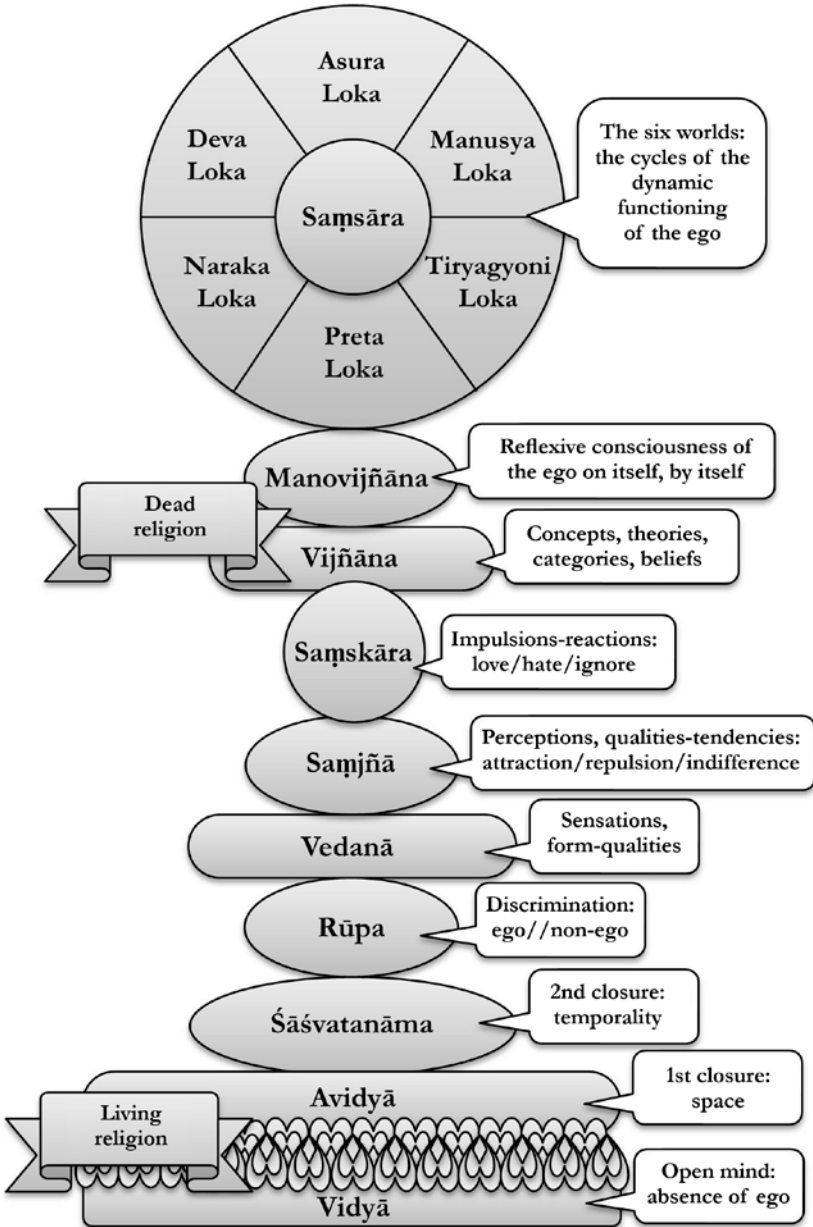 Asura
Loka
Deva
Loka
Manusya
Loka
Saṃsāra
Naraka
Loka
Tiryagyoni
Loka
Preta
Loka
The six worlds:
the cycles of the
dynamic
functioning
of the ego
Manovijñāna
Reflexive consciousness of
the ego on itself, by itself
Dead
religion
Vijñāna
Concepts, theories,
categories, beliefs
Saṃskāra
Impulsions-reactions:
love/hate/ignore
Saṃjñā
Perceptions, qualities-tendencies:
attraction/repulsion/indifference
Vedanā
Sensations,
form-qualities
Rūpa
Discrimination:
ego//non-ego
Śāśvatanāma
2nd closure:
temporality
Avidyā
1st closure:
space
Living
religion
Vidyā
Open mind:
absence of ego